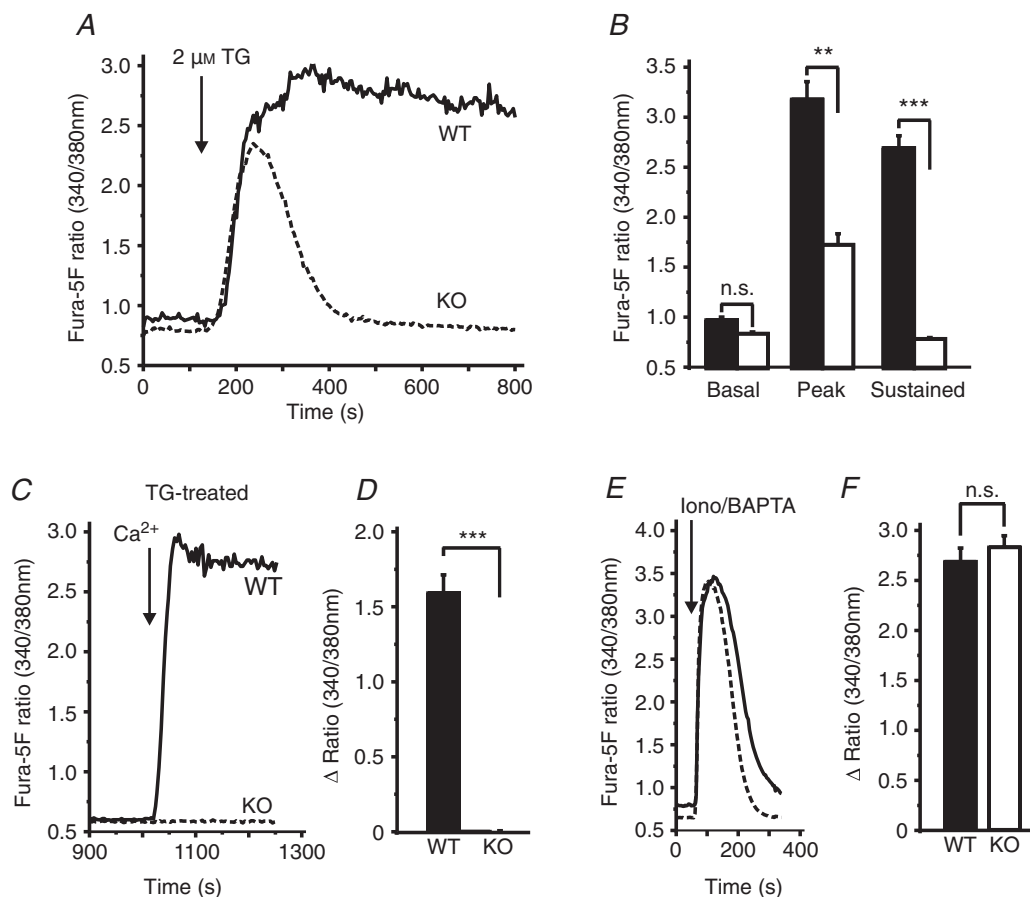 A
2 μM TG
Fura-5F ratio (340/380nm)
3.0
2.5
2.0
1.5
1.0
0.5
WT
KO
0 200 400 600 800
Time (s)
B
Fura-5F ratio (340/380nm)
3.5
3.0
2.5
2.0
1.5
1.0
0.5
n.s.
**
***
Basal Peak Sustained
C
TG-treated
Ca2+
Fura-5F ratio (340/380nm)
3.0
2.5
2.0
1.5
1.0
0.5
WT
KO
900 1100 1300
Time (s)
D
Δ Ratio (340/380nm)
2.0
1.5
1.0
0.5
0
***
WT KO
E
Iono/BAPTA
Fura-5F ratio (340/380nm)
4.0
3.5
3.0
2.5
2.0
1.5
1.0
0.5
0 200 400
Time (s)
F
n.s.
Δ Ratio (340/380nm)
3.0
2.5
2.0
1.5
1.0
0.5
0
WT KO